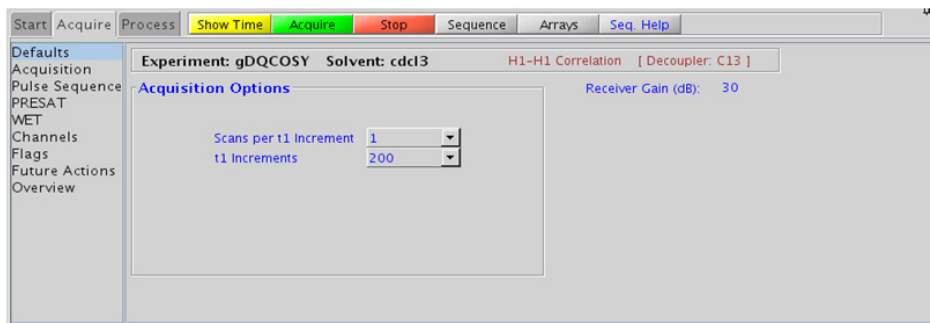 Start Acquire Process Show Time Acquire Stop Sequence Arrays Seq. Help
Defaults
Acquisition
Pulse Sequence
PRESAT
WET
Channels
Flags
Future Actions
Overview
Experiment: gDQCOSY Solvent: cdcl3 H1-H1 Correlation [ Decoupler: C13 ]
Acquisition Options
Receiver Gain (dB): 30
Scans per t1 Increment 1
t1 Increments 200